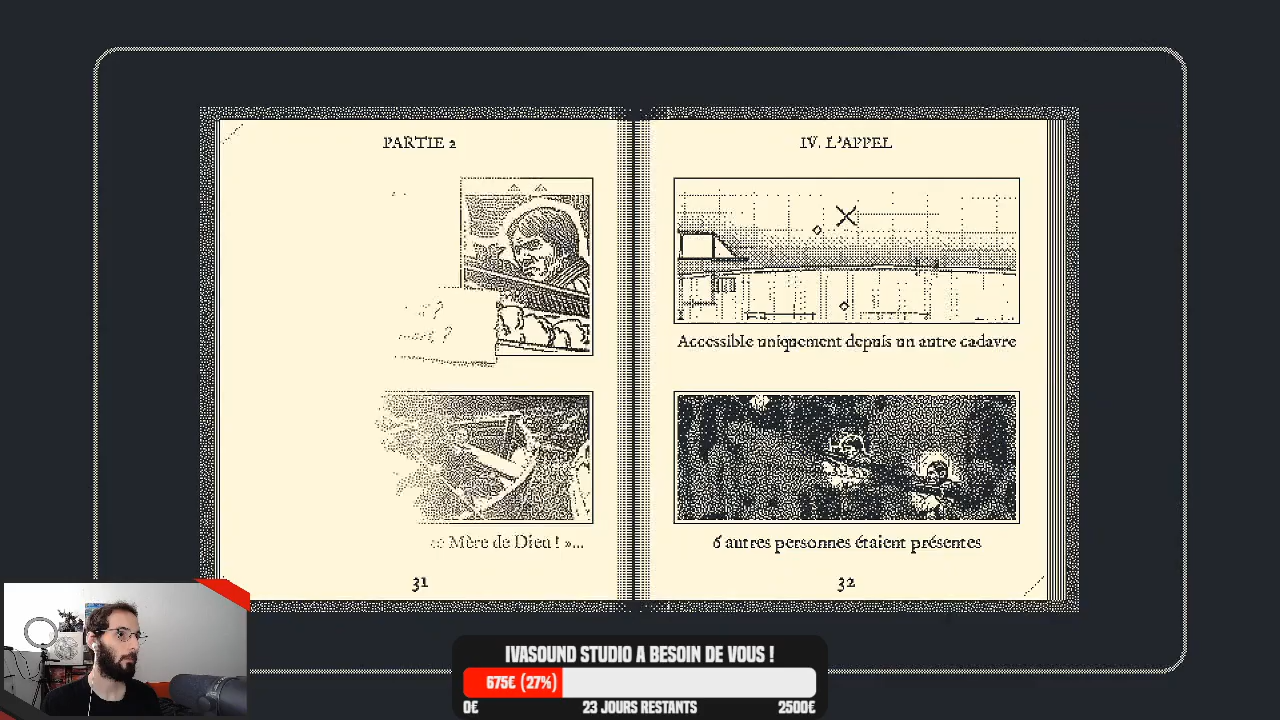 PARTIE 2
?
?
Mère de Dieu ! »...
31
IV. L'APPEL
Accessible uniquement depuis un autre cadavre
6 autres personnes étaient présentes
32
IVASOUND STUDIO A BESOIN DE VOUS !
675€ (27%)
0€ 23 JOURS RESTANTS 2500€